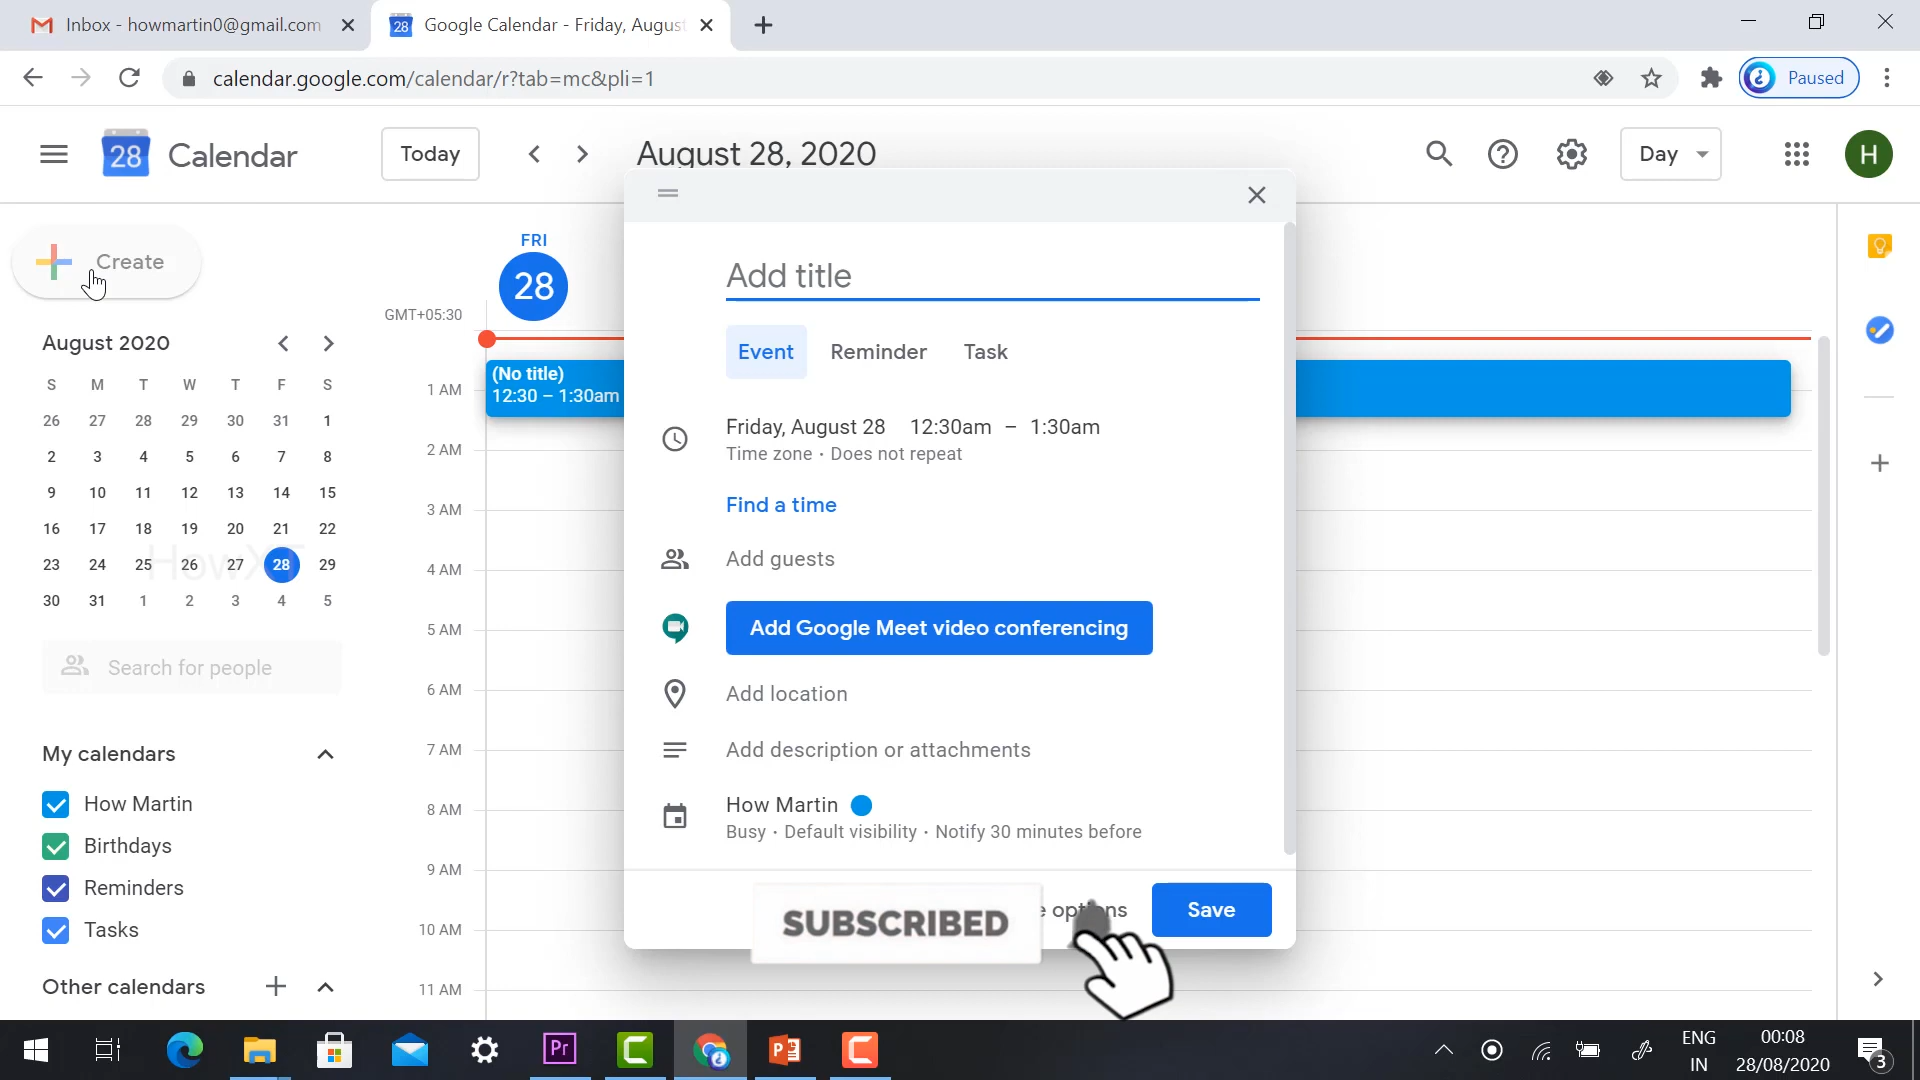 Inbox - howmartin0@gmail.com
Google Calendar - Friday, August
calendar.google.com/calendar/r?tab=mc&pli=1
Paused
28
Calendar
Today
August 28, 2020
Day
H
Create
FRI
28
GMT+05:30
August 2020
S M T W T F S
26 27 28 29 30 31 1
2 3 4 5 6 7 8
9 10 11 12 13 14 15
16 17 18 19 20 21 22
23 24 25 26 27 28 29
30 31 1 2 3 4 5
Search for people
My calendars
How Martin
Birthdays
Reminders
Tasks
Other calendars
1 AM
2 AM
3 AM
4 AM
5 AM
6 AM
7 AM
8 AM
9 AM
10 AM
11 AM
(No title)
12:30 – 1:30am
Add title
Event Reminder Task
Friday, August 28 12:30am – 1:30am
Time zone · Does not repeat
Find a time
Add guests
Add Google Meet video conferencing
Add location
Add description or attachments
How Martin
Busy · Default visibility · Notify 30 minutes before
SUBSCRIBED
Save
Pr
ENG
IN
00:08
28/08/2020
3